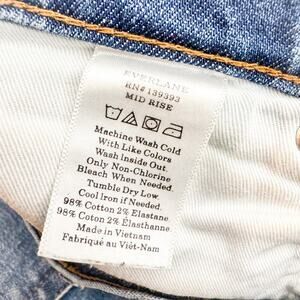 EVERLANE
RN# 139393
MID RISE
Machine Wash Cold
With Like Colors
Wash Inside Out.
Only Non-Chlorine
Bleach When Needed.
Tumble Dry Low
Cool Iron if Needed.
98% Cotton 2% Elastane
98% Coton 2% Élasthanne
Made in Vietnam
Fabriqué au Viêt-Nam